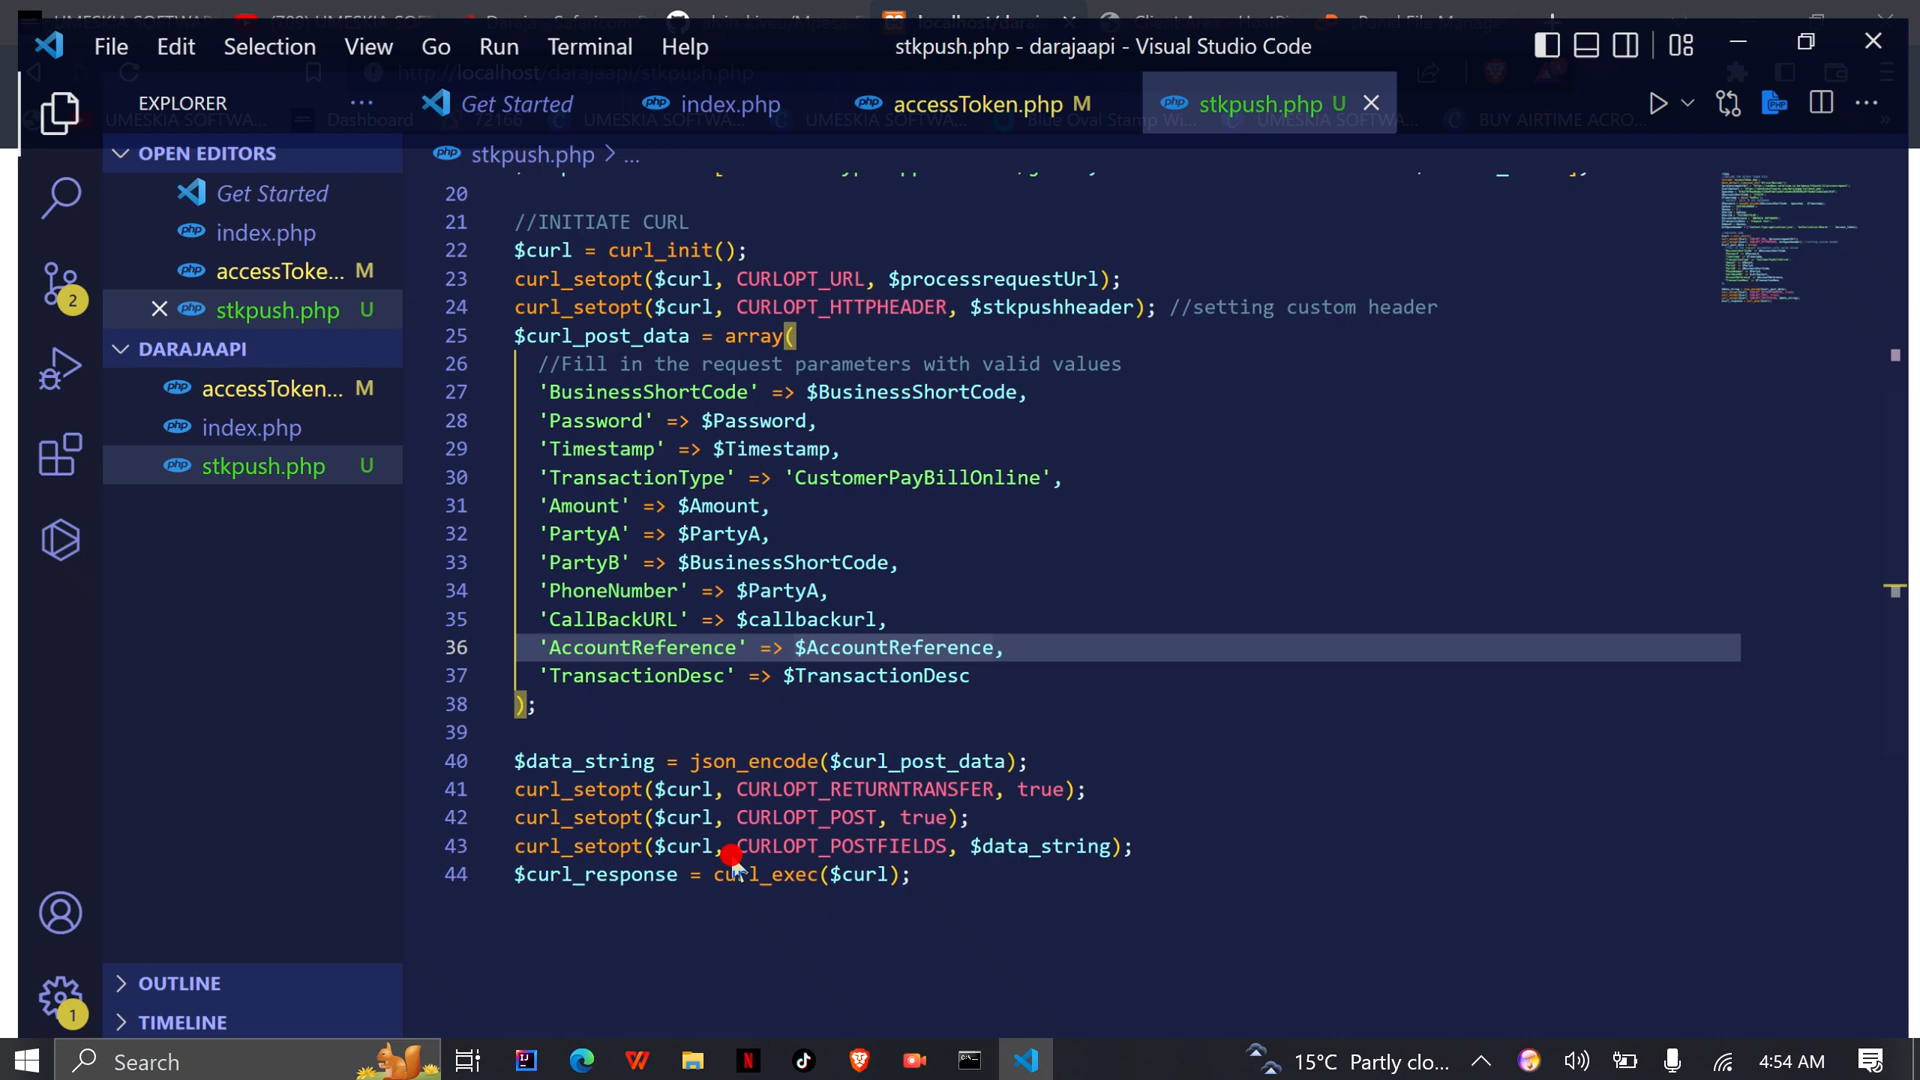 File Edit Selection View Go Run Terminal Help
stkpush.php - darajaapi - Visual Studio Code
http://localhost/darajaapi/stkpush.php
EXPLORER
Get Started
index.php
accessToken.php M
stkpush.php U
OPEN EDITORS
stkpush.php > ...
Get Started
index.php
accessToke... M
stkpush.php U
DARAJAAPI
accessToken... M
index.php
stkpush.php U
OUTLINE
TIMELINE
2
1
20
21 //INITIATE CURL
22 $curl = curl_init();
23 curl_setopt($curl, CURLOPT_URL, $processrequestUrl);
24 curl_setopt($curl, CURLOPT_HTTPHEADER, $stkpushheader); //setting custom header
25 $curl_post_data = array(
26 //Fill in the request parameters with valid values
27 'BusinessShortCode' => $BusinessShortCode,
28 'Password' => $Password,
29 'Timestamp' => $Timestamp,
30 'TransactionType' => 'CustomerPayBillOnline',
31 'Amount' => $Amount,
32 'PartyA' => $PartyA,
33 'PartyB' => $BusinessShortCode,
34 'PhoneNumber' => $PartyA,
35 'CallBackURL' => $callbackurl,
36 'AccountReference' => $AccountReference,
37 'TransactionDesc' => $TransactionDesc
38 );
39
40 $data_string = json_encode($curl_post_data);
41 curl_setopt($curl, CURLOPT_RETURNTRANSFER, true);
42 curl_setopt($curl, CURLOPT_POST, true);
43 curl_setopt($curl, CURLOPT_POSTFIELDS, $data_string);
44 $curl_response = curl_exec($curl);
Search
15°C Partly clo...
4:54 AM